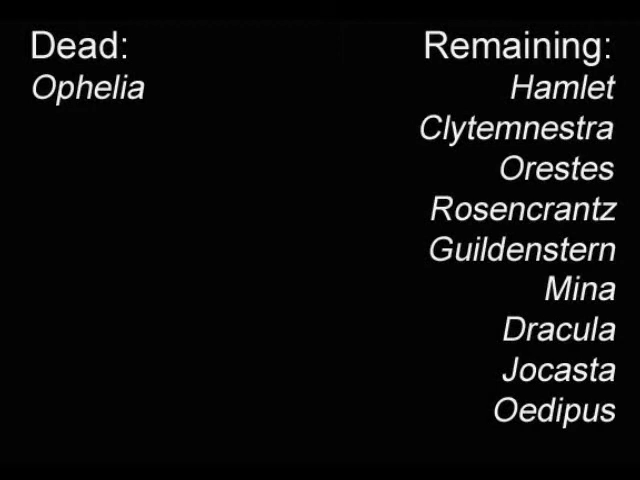 Dead:
Ophelia
Remaining:
Hamlet
Clytemnestra
Orestes
Rosencrantz
Guildenstern
Mina
Dracula
Jocasta
Oedipus